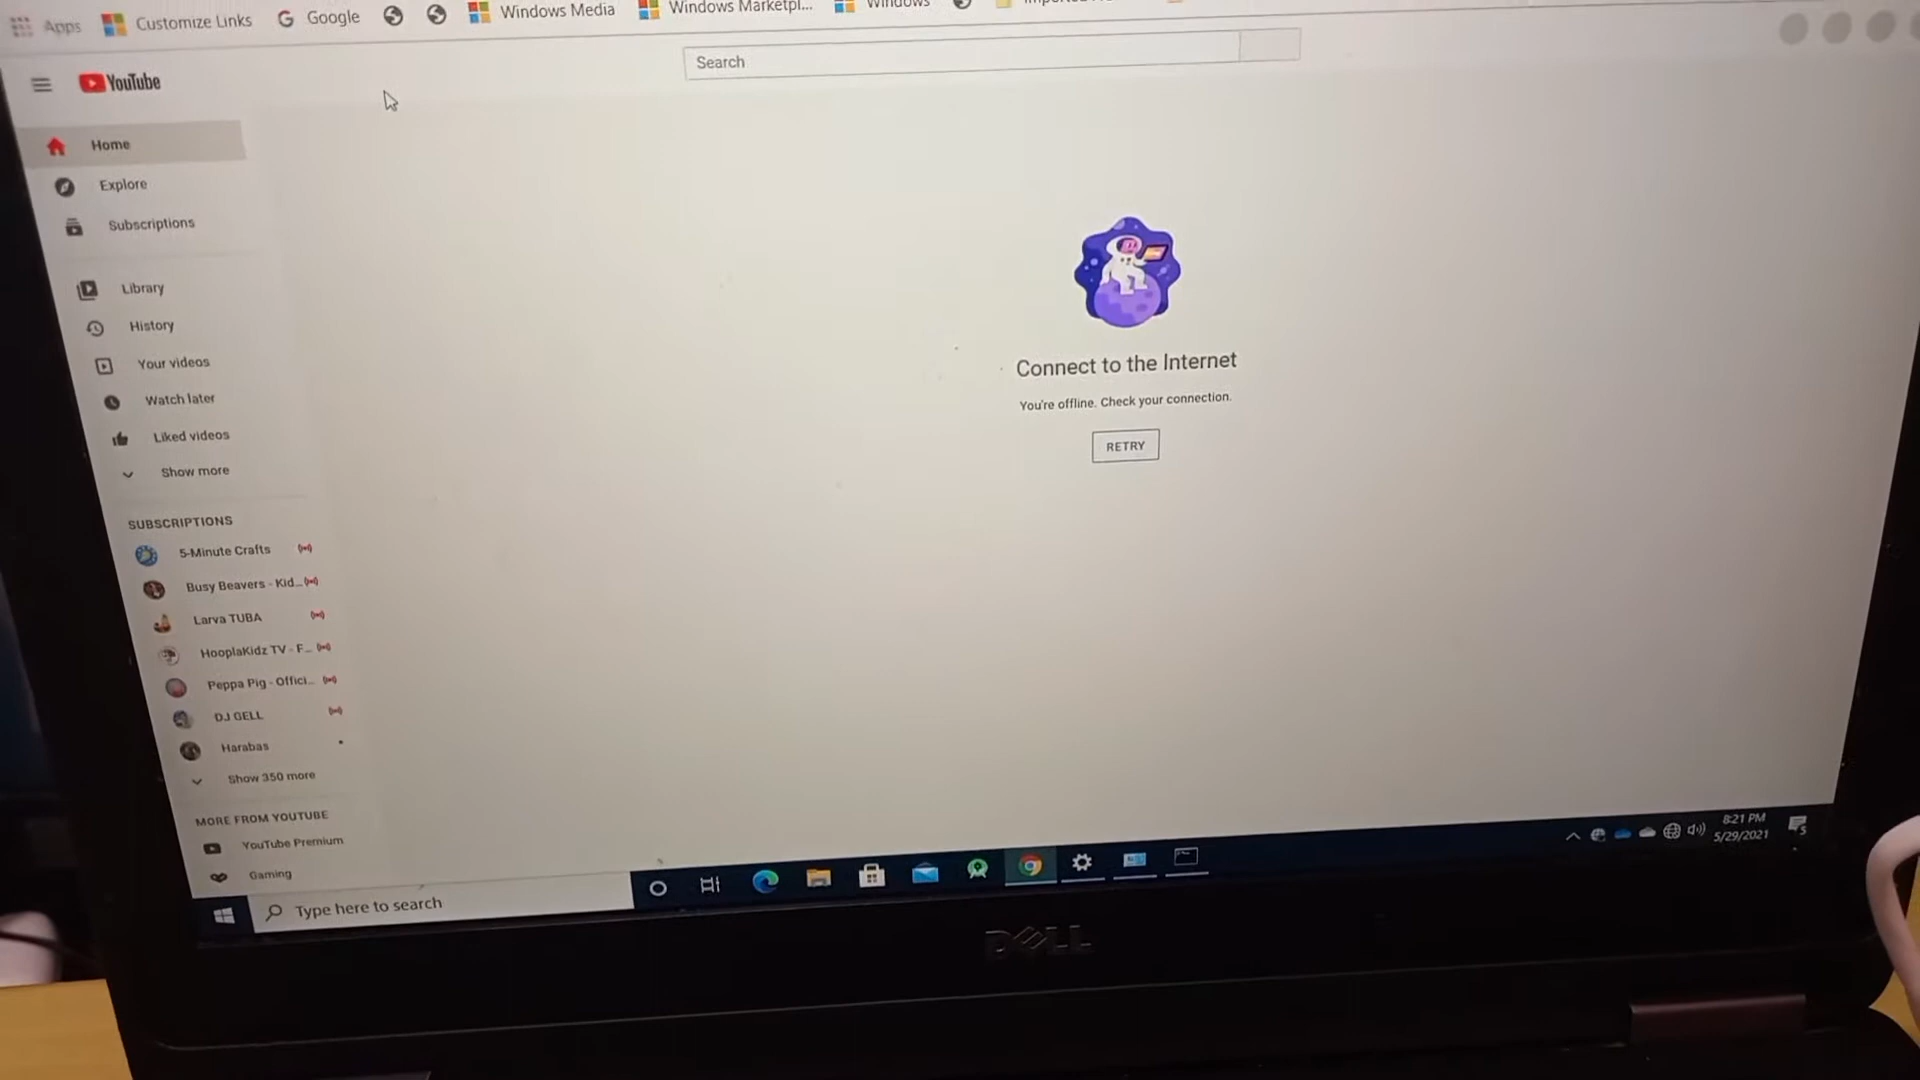 Apps Customize Links Google Windows Media Windows Marketpl... Windows
YouTube
Search
Home
Explore
Subscriptions
Library
History
Your videos
Watch later
Liked videos
Show more
SUBSCRIPTIONS
5-Minute Crafts
Busy Beavers - Kid...
Larva TUBA
HooplaKidz TV - F...
Peppa Pig - Offici...
DJ GELL
Harabas
Show 350 more
MORE FROM YOUTUBE
YouTube Premium
Gaming
Connect to the Internet
You're offline. Check your connection.
RETRY
Type here to search
8:21 PM
5/29/2021
5
DELL